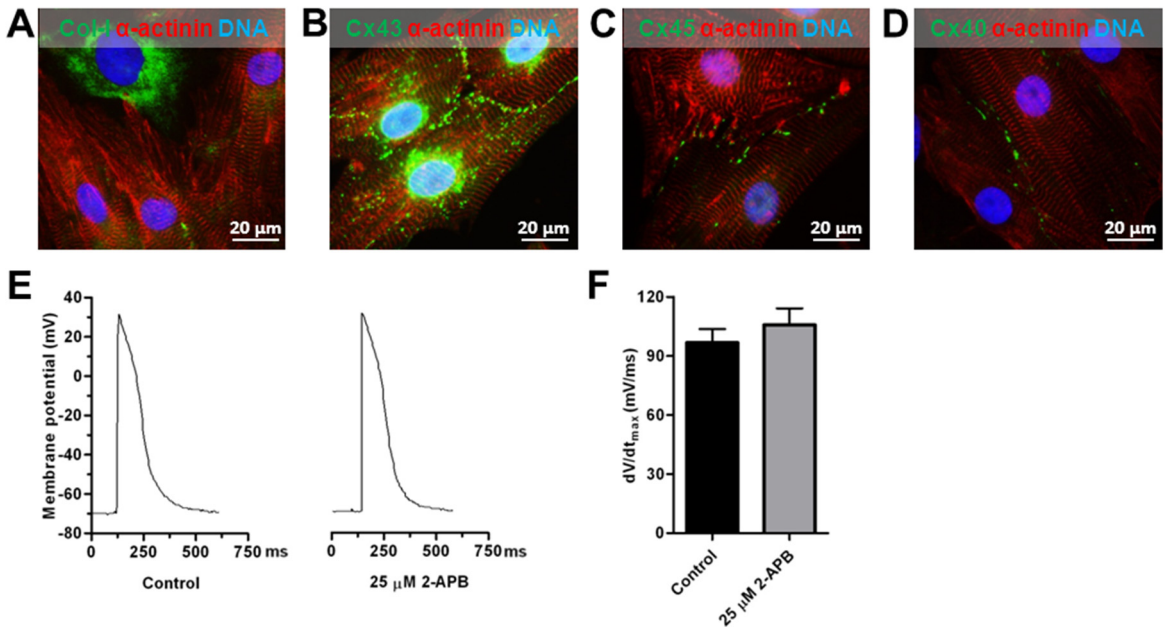 A
Col4 α-actinin DNA
20 µm
B
Cx43 α-actinin DNA
20 µm
C
Cx45 α-actinin DNA
20 µm
D
Cx40 α-actinin DNA
20 µm
E
Membrane potential (mV)
40
20
0
-20
-40
-60
-80
0 250 500 750 ms
Control
0 250 500 750 ms
25 µM 2-APB
F
dV/dtmax (mV/ms)
120
90
60
30
0
Control
25 µM 2-APB